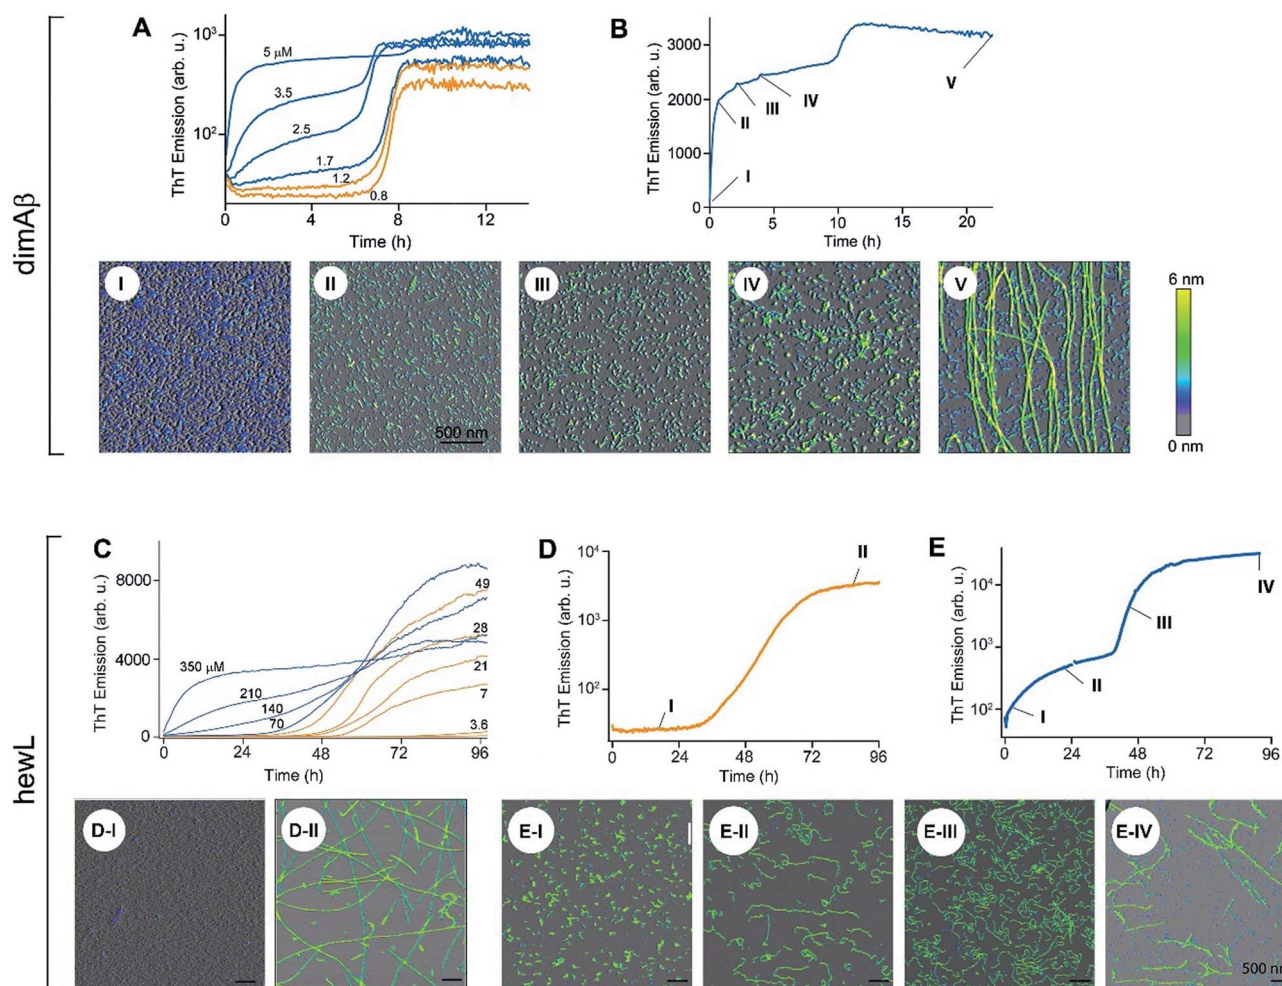 dimAβ
A
ThT Emission (arb. u.)
10³
10²
5 µM
3.5
2.5
1.7
1.2
0.8
0 4 8 12
Time (h)
B
ThT Emission (arb. u.)
3000
2000
1000
0
I
II
III
IV
V
0 5 10 15 20
Time (h)
I II III IV V
500 nm
6 nm
0 nm
hewL
C
ThT Emission (arb. u.)
8000
4000
0
350 µM
210
140
70
49
28
21
7
3.6
0 24 48 72 96
Time (h)
D
ThT Emission (arb. u.)
10⁴
10³
10²
I
II
0 24 48 72 96
Time (h)
E
ThT Emission (arb. u.)
10⁴
10³
10²
I
II
III
IV
0 24 48 72 96
Time (h)
D-I D-II E-I E-II E-III E-IV